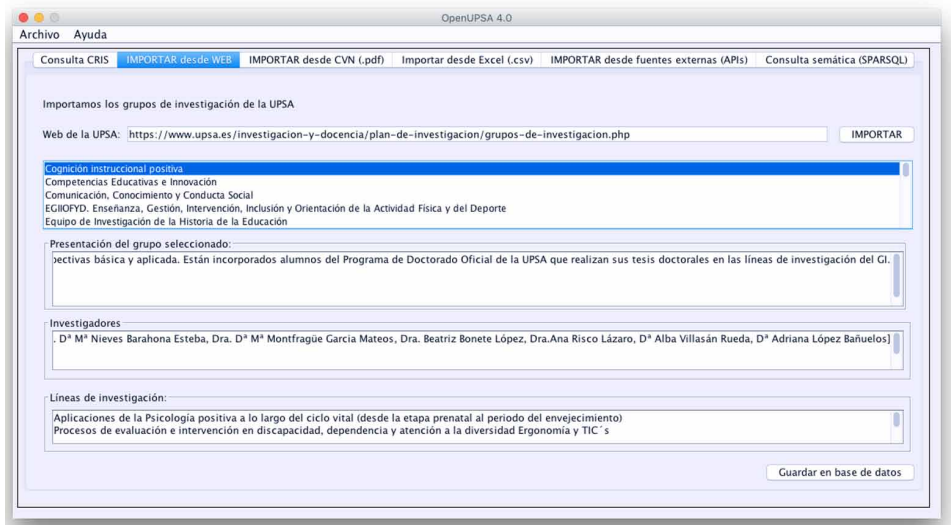 OpenUPSA 4.0
Archivo Ayuda
Consulta CRIS IMPORTAR desde WEB IMPORTAR desde CVN (.pdf) Importar desde Excel (.csv) IMPORTAR desde fuentes externas (APIs) Consulta semática (SPARSQL)
Importamos los grupos de investigación de la UPSA
Web de la UPSA: https://www.upsa.es/investigacion-y-docencia/plan-de-investigacion/grupos-de-investigacion.php IMPORTAR
Cognición instruccional positiva
Competencias Educativas e Innovación
Comunicación, Conocimiento y Conducta Social
EGIIOFYD. Enseñanza, Gestión, Intervención, Inclusión y Orientación de la Actividad Física y del Deporte
Equipo de Investigación de la Historia de la Educación
Presentación del grupo seleccionado:
pectivas básica y aplicada. Están incorporados alumnos del Programa de Doctorado Oficial de la UPSA que realizan sus tesis doctorales en las líneas de investigación del GI.
Investigadores
. Dª Mª Nieves Barahona Esteba, Dra. Dª Mª Montfragüe Garcia Mateos, Dra. Beatriz Bonete López, Dra.Ana Risco Lázaro, Dª Alba Villasán Rueda, Dª Adriana López Bañuelos]
Líneas de investigación:
Aplicaciones de la Psicología positiva a lo largo del ciclo vital (desde la etapa prenatal al periodo del envejecimiento)
Procesos de evaluación e intervención en discapacidad, dependencia y atención a la diversidad Ergonomía y TIC´s
Guardar en base de datos